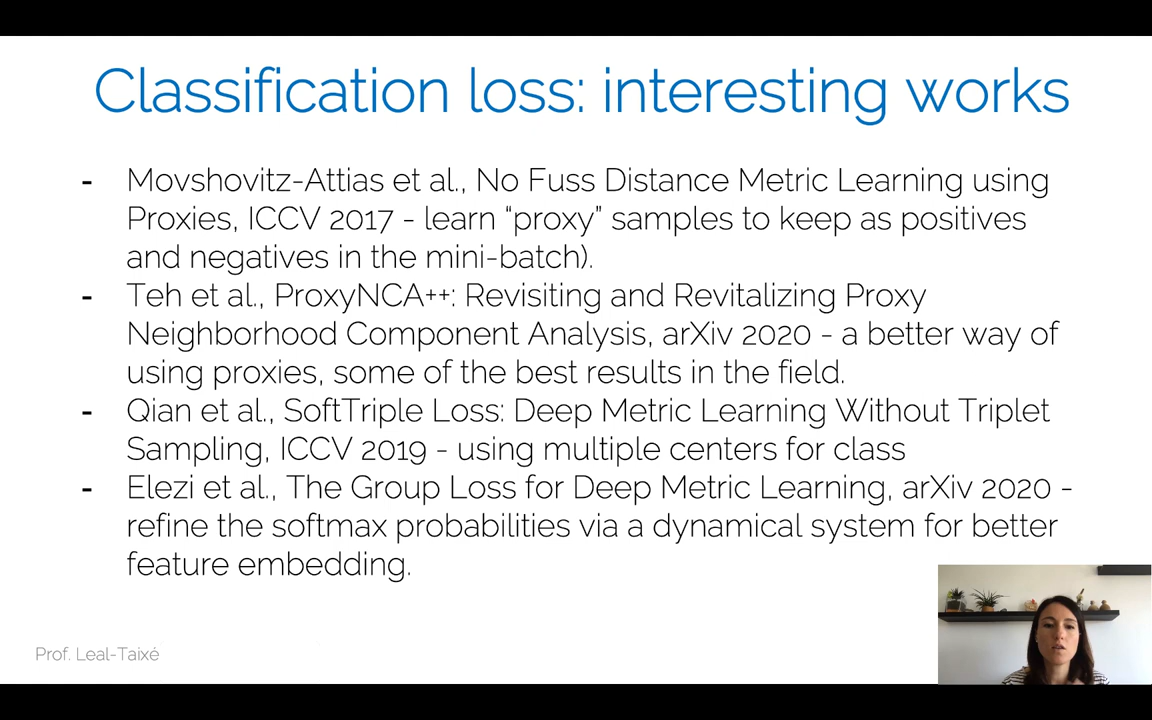 Classification loss: interesting works
- Movshovitz-Attias et al., No Fuss Distance Metric Learning using
Proxies, ICCV 2017 - learn “proxy” samples to keep as positives
and negatives in the mini-batch).
- Teh et al., ProxyNCA++: Revisiting and Revitalizing Proxy
Neighborhood Component Analysis, arXiv 2020 - a better way of
using proxies, some of the best results in the field.
- Qian et al., SoftTriple Loss: Deep Metric Learning Without Triplet
Sampling, ICCV 2019 - using multiple centers for class
- Elezi et al., The Group Loss for Deep Metric Learning, arXiv 2020 -
refine the softmax probabilities via a dynamical system for better
feature embedding.
Prof. Leal-Taixé